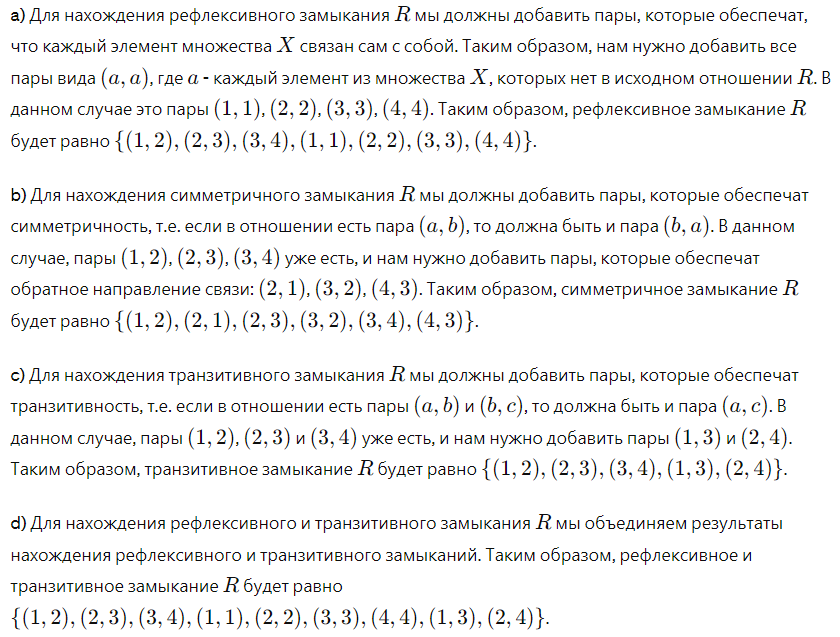 a) Для нахождения рефлексивного замыкания R мы должны добавить пары, которые обеспечат,
что каждый элемент множества X связан сам с собой. Таким образом, нам нужно добавить все
пары вида (a, a), где a - каждый элемент из множества X, которых нет в исходном отношении R. В
данном случае это пары (1, 1), (2, 2), (3, 3), (4, 4). Таким образом, рефлексивное замыкание R
будет равно {(1, 2), (2, 3), (3, 4), (1, 1), (2, 2), (3, 3), (4, 4)}.
b) Для нахождения симметричного замыкания R мы должны добавить пары, которые обеспечат
симметричность, т.е. если в отношении есть пара (a, b), то должна быть и пара (b, a). В данном
случае, пары (1, 2), (2, 3), (3, 4) уже есть, и нам нужно добавить пары, которые обеспечат
обратное направление связи: (2, 1), (3, 2), (4, 3). Таким образом, симметричное замыкание R
будет равно {(1, 2), (2, 1), (2, 3), (3, 2), (3, 4), (4, 3)}.
c) Для нахождения транзитивного замыкания R мы должны добавить пары, которые обеспечат
транзитивность, т.е. если в отношении есть пары (a, b) и (b, c), то должна быть и пара (a, c). В
данном случае, пары (1, 2), (2, 3) и (3, 4) уже есть, и нам нужно добавить пары (1, 3) и (2, 4).
Таким образом, транзитивное замыкание R будет равно {(1, 2), (2, 3), (3, 4), (1, 3), (2, 4)}.
d) Для нахождения рефлексивного и транзитивного замыкания R мы объединяем результаты
нахождения рефлексивного и транзитивного замыканий. Таким образом, рефлексивное и
транзитивное замыкание R будет равно
{(1, 2), (2, 3), (3, 4), (1, 1), (2, 2), (3, 3), (4, 4), (1, 3), (2, 4)}.